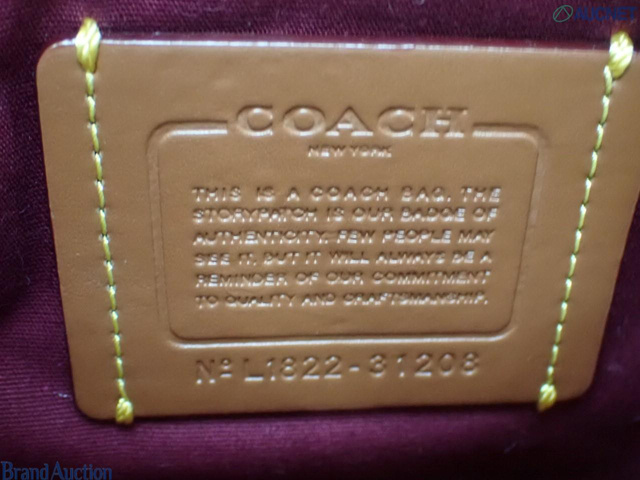 COACH
NEW YORK
THIS IS A COACH BAG. THE
STORYPATCH IS OUR BADGE OF
AUTHENTICITY. FEW PEOPLE MAY
SEE IT. BUT IT WILL ALWAYS BE A
REMINDER OF OUR COMMITMENT
TO QUALITY AND CRAFTSMANSHIP.
Nº L1822-31208
Brand Auction